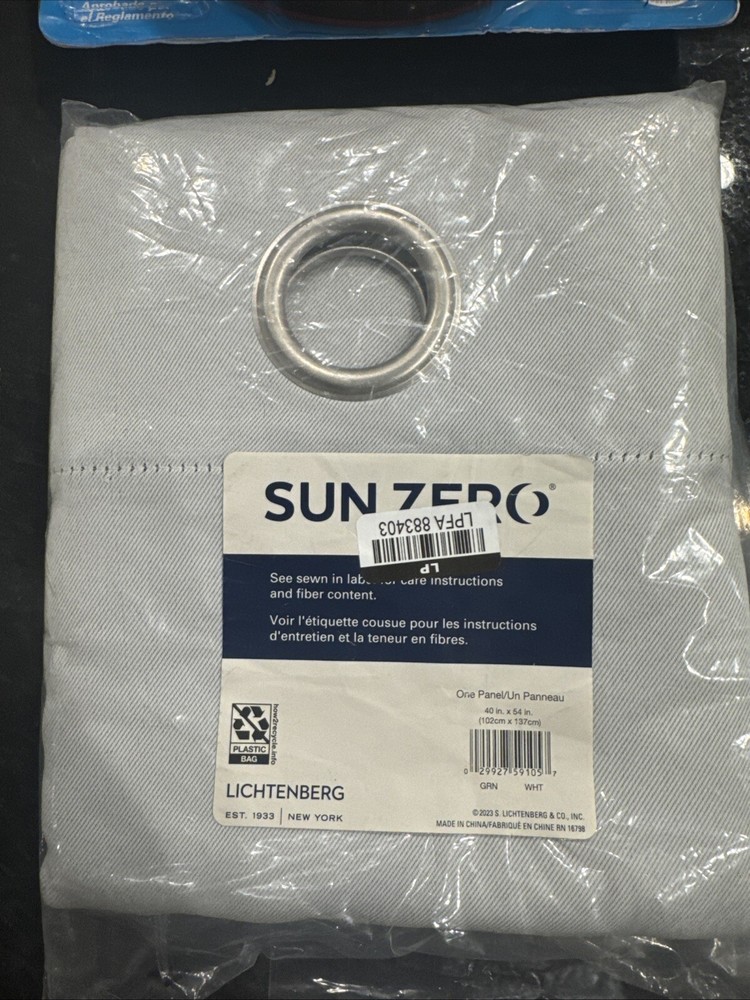 Aprobado por
el Reglamento
SUN ZERO®
LPFA 883403
LP
See sewn in label for care instructions
and fiber content.
Voir l'étiquette cousue pour les instructions
d'entretien et la teneur en fibres.
One Panel/Un Panneau
40 in. x 54 in.
(102cm x 137cm)
how2recycle.info
PLASTIC
BAG
0 29927 59105 7
GRN WHT
LICHTENBERG
EST. 1933 | NEW YORK
©2023 S. LICHTENBERG & CO., INC.
MADE IN CHINA/FABRIQUÉ EN CHINE RN 16798